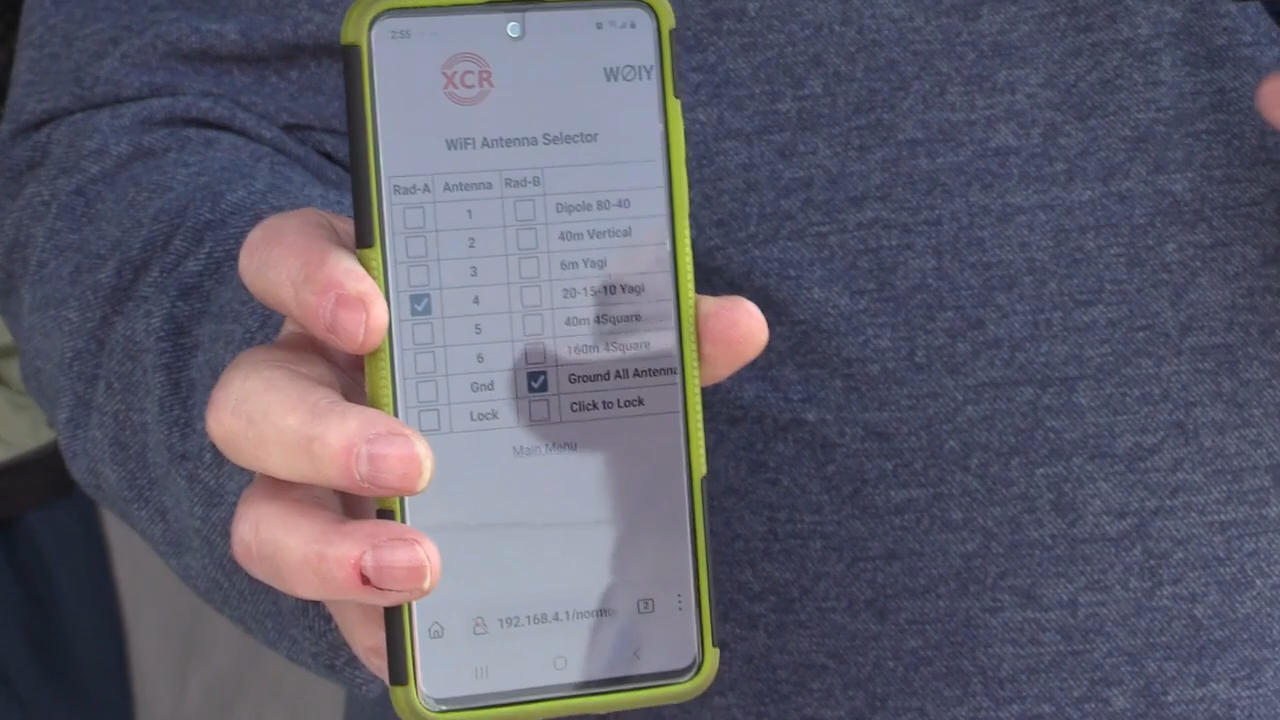 2:55
XCR
WØIY
WiFI Antenna Selector
Rad-A Antenna Rad-B
1 Dipole 80-40
2 40m Vertical
3 6m Yagi
4 20-15-10 Yagi
5 40m 4Square
6 160m 4Square
Gnd Ground All Antenna
Lock Click to Lock
Main Menu
192.168.4.1/norm
2